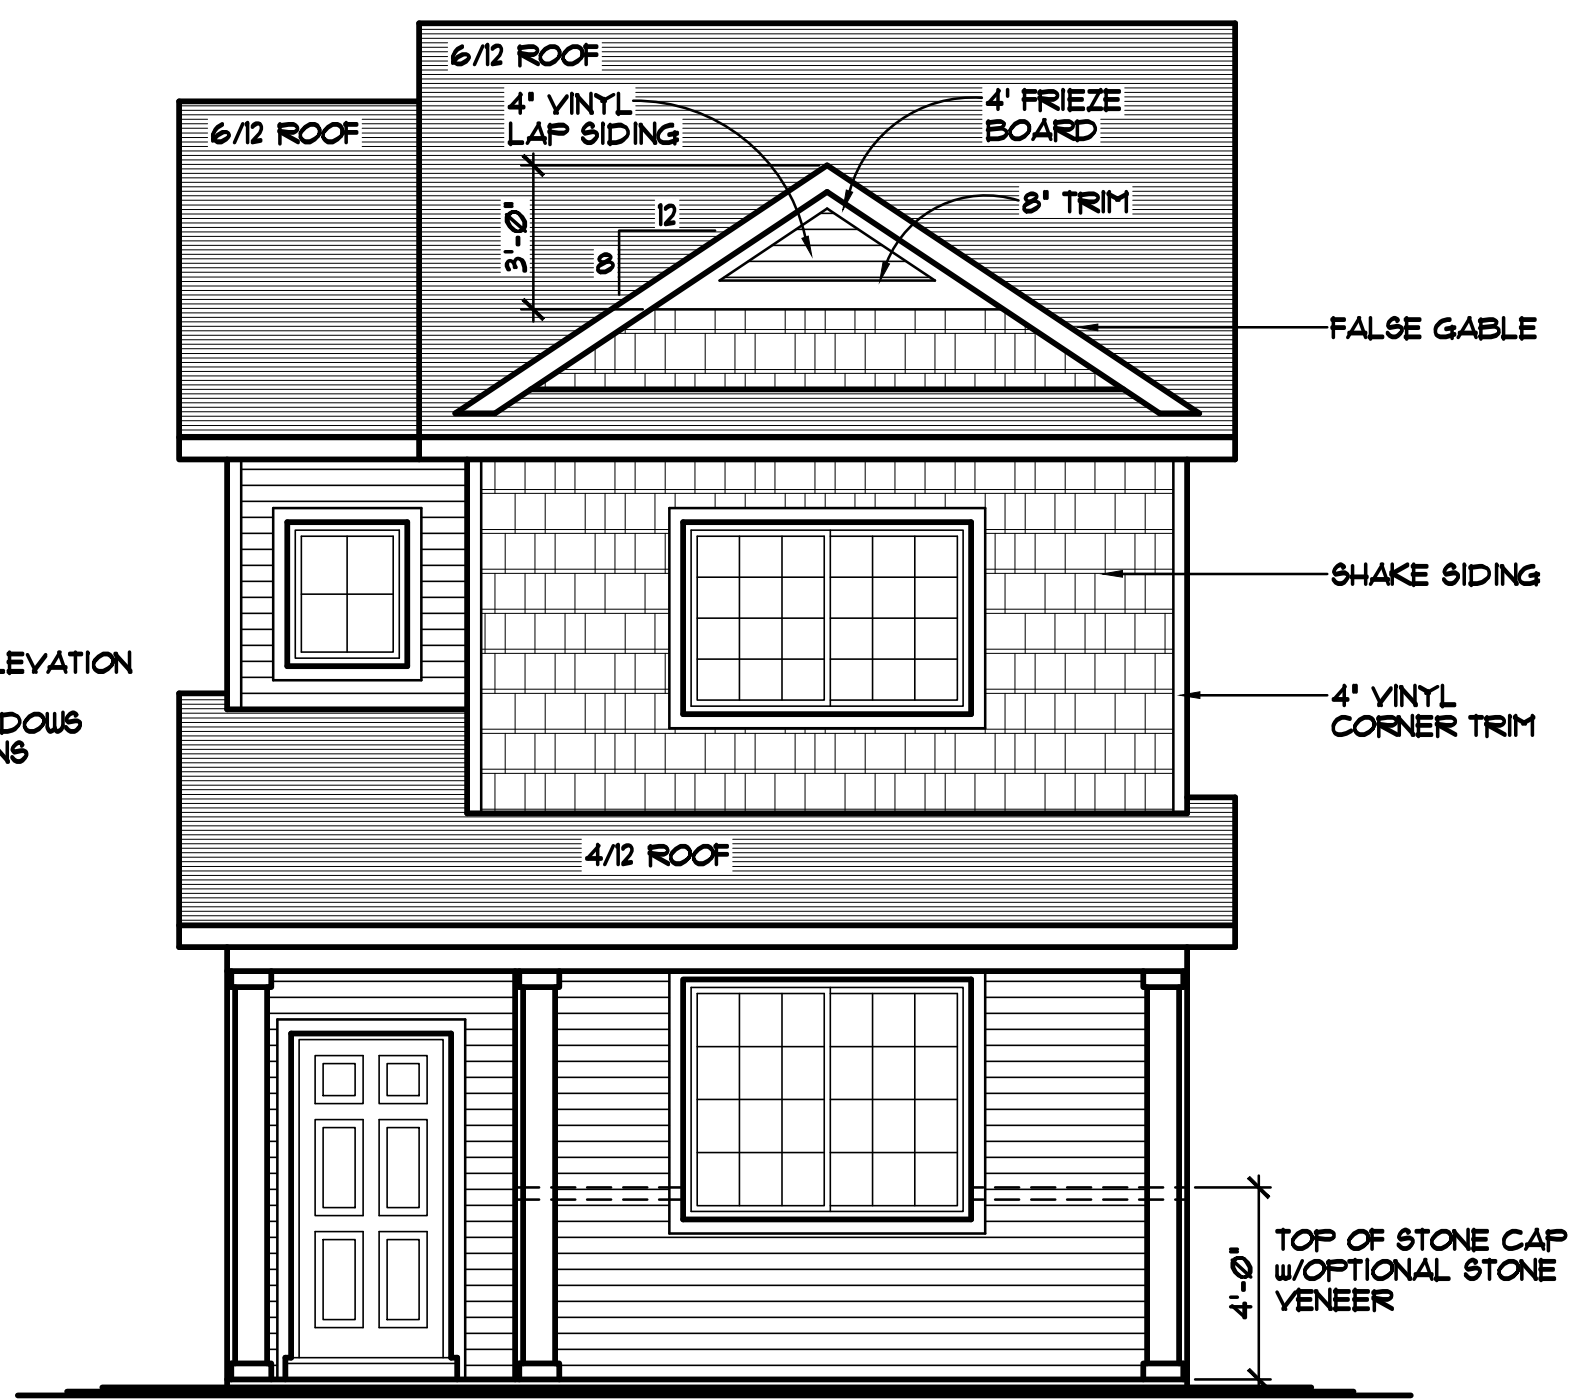 6/12 ROOF
6/12 ROOF
4" VINYL
LAP SIDING
4' FRIEZE
BOARD
8" TRIM
3'-0"
12
8
FALSE GABLE
SHAKE SIDING
LEVATION
DOWS
NS
4" VINYL
CORNER TRIM
4/12 ROOF
4'-0"
TOP OF STONE CAP
w/OPTIONAL STONE
VENEER